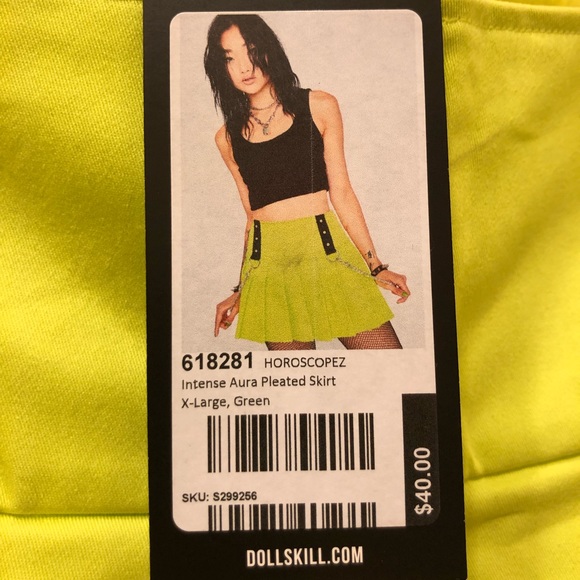 618281 HOROSCOPEZ
Intense Aura Pleated Skirt
X-Large, Green
SKU: S299256
$40.00
DOLLSKILL.COM